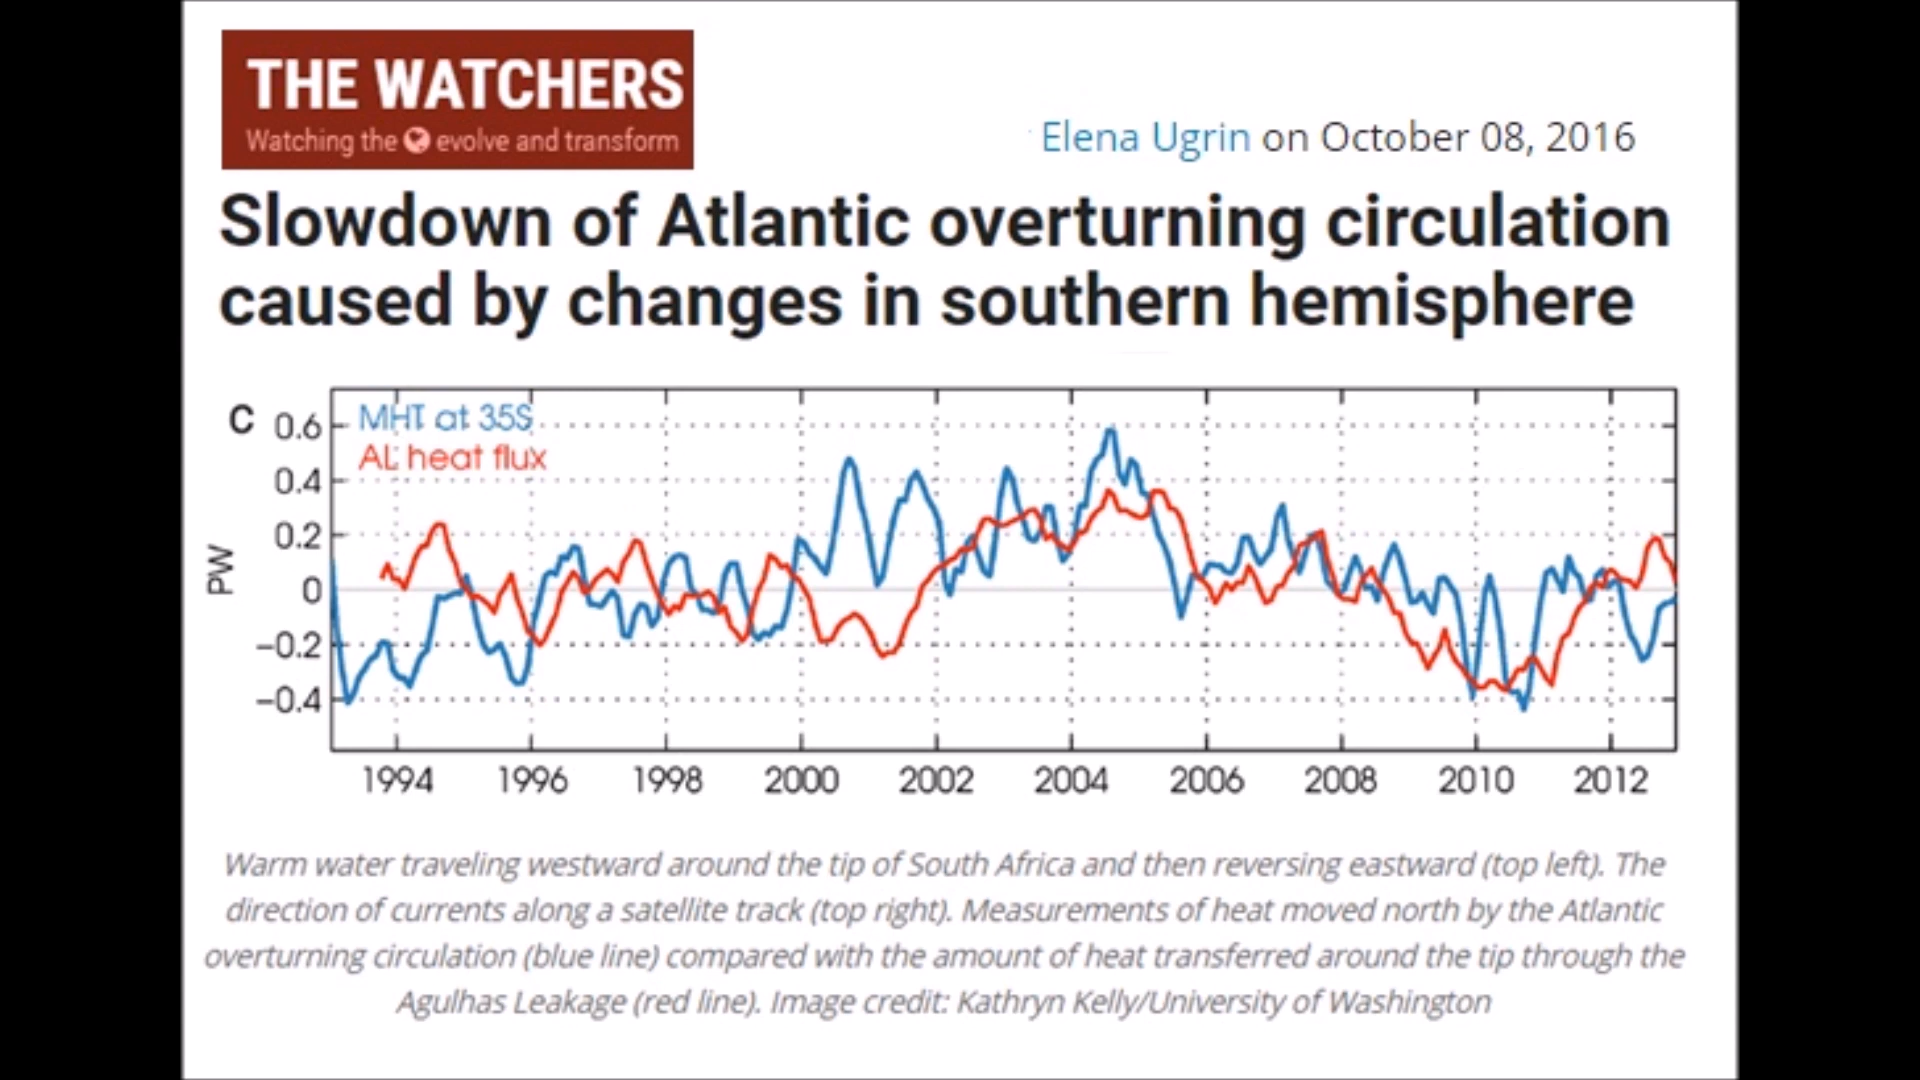 THE WATCHERS
Watching the evolve and transform
Elena Ugrin on October 08, 2016
Slowdown of Atlantic overturning circulation
caused by changes in southern hemisphere
C
MHT at 35S
AL heat flux
PW
0.6
0.4
0.2
0
−0.2
−0.4
1994 1996 1998 2000 2002 2004 2006 2008 2010 2012
Warm water traveling westward around the tip of South Africa and then reversing eastward (top left). The
direction of currents along a satellite track (top right). Measurements of heat moved north by the Atlantic
overturning circulation (blue line) compared with the amount of heat transferred around the tip through the
Agulhas Leakage (red line). Image credit: Kathryn Kelly/University of Washington